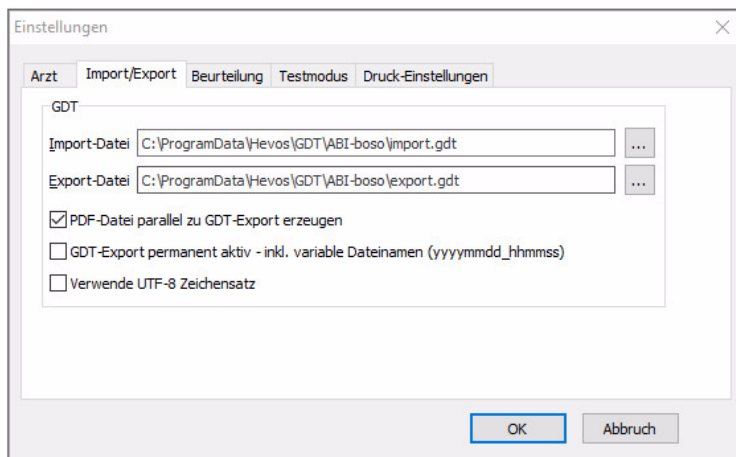 Einstellungen
Arzt Import/Export Beurteilung Testmodus Druck-Einstellungen
GDT
Import-Datei C:\ProgramData\Hevos\GDT\ABI-boso\import.gdt ...
Export-Datei C:\ProgramData\Hevos\GDT\ABI-boso\export.gdt ...
PDF-Datei parallel zu GDT-Export erzeugen
GDT-Export permanent aktiv - inkl. variable Dateinamen (yyyymmdd_hhmmss)
Verwende UTF-8 Zeichensatz
OK Abbruch